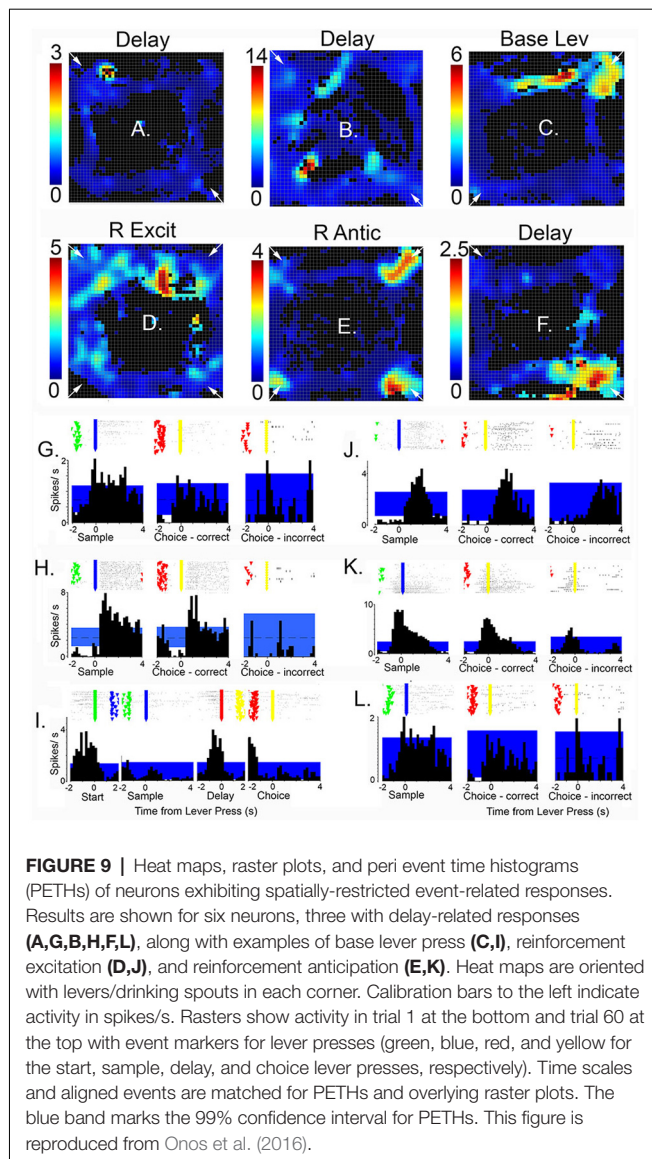 Delay
Delay
Base Lev
3
0
A.
14
0
B.
6
0
C.
R Excit
R Antic
Delay
5
0
D.
4
0
E.
2.5
0
F.
G.
Spikes/ s
2
1
0
-2 0 4
Sample
-2 0 4
Choice - correct
-2 0 4
Choice - incorrect
J.
6
4
2
0
-2 0 4
Sample
-2 0 4
Choice - correct
-2 0 4
Choice - incorrect
H.
8
4
0
-2 0 4
Sample
-2 0 4
Choice - correct
-2 0 4
Choice - incorrect
K.
10
5
0
-2 0 4
Sample
-2 0 4
Choice - correct
-2 0 4
Choice - incorrect
I.
Spikes/ s
4
2
0
-2 0 2 -2 0 4 -2 0 2 -2 0 4
Start Sample Delay Choice
Time from Lever Press (s)
L.
2
0
-2 0 4
Sample
-2 0 4
Choice - correct
-2 0 4
Choice - incorrect
Time from Lever Press (s)
FIGURE 9 | Heat maps, raster plots, and peri event time histograms
(PETHs) of neurons exhibiting spatially-restricted event-related responses.
Results are shown for six neurons, three with delay-related responses
(A,G,B,H,F,L), along with examples of base lever press (C,I), reinforcement
excitation (D,J), and reinforcement anticipation (E,K). Heat maps are oriented
with levers/drinking spouts in each corner. Calibration bars to the left indicate
activity in spikes/s. Rasters show activity in trial 1 at the bottom and trial 60 at
the top with event markers for lever presses (green, blue, red, and yellow for
the start, sample, delay, and choice lever presses, respectively). Time scales
and aligned events are matched for PETHs and overlying raster plots. The
blue band marks the 99% confidence interval for PETHs. This figure is
reproduced from Onos et al. (2016).